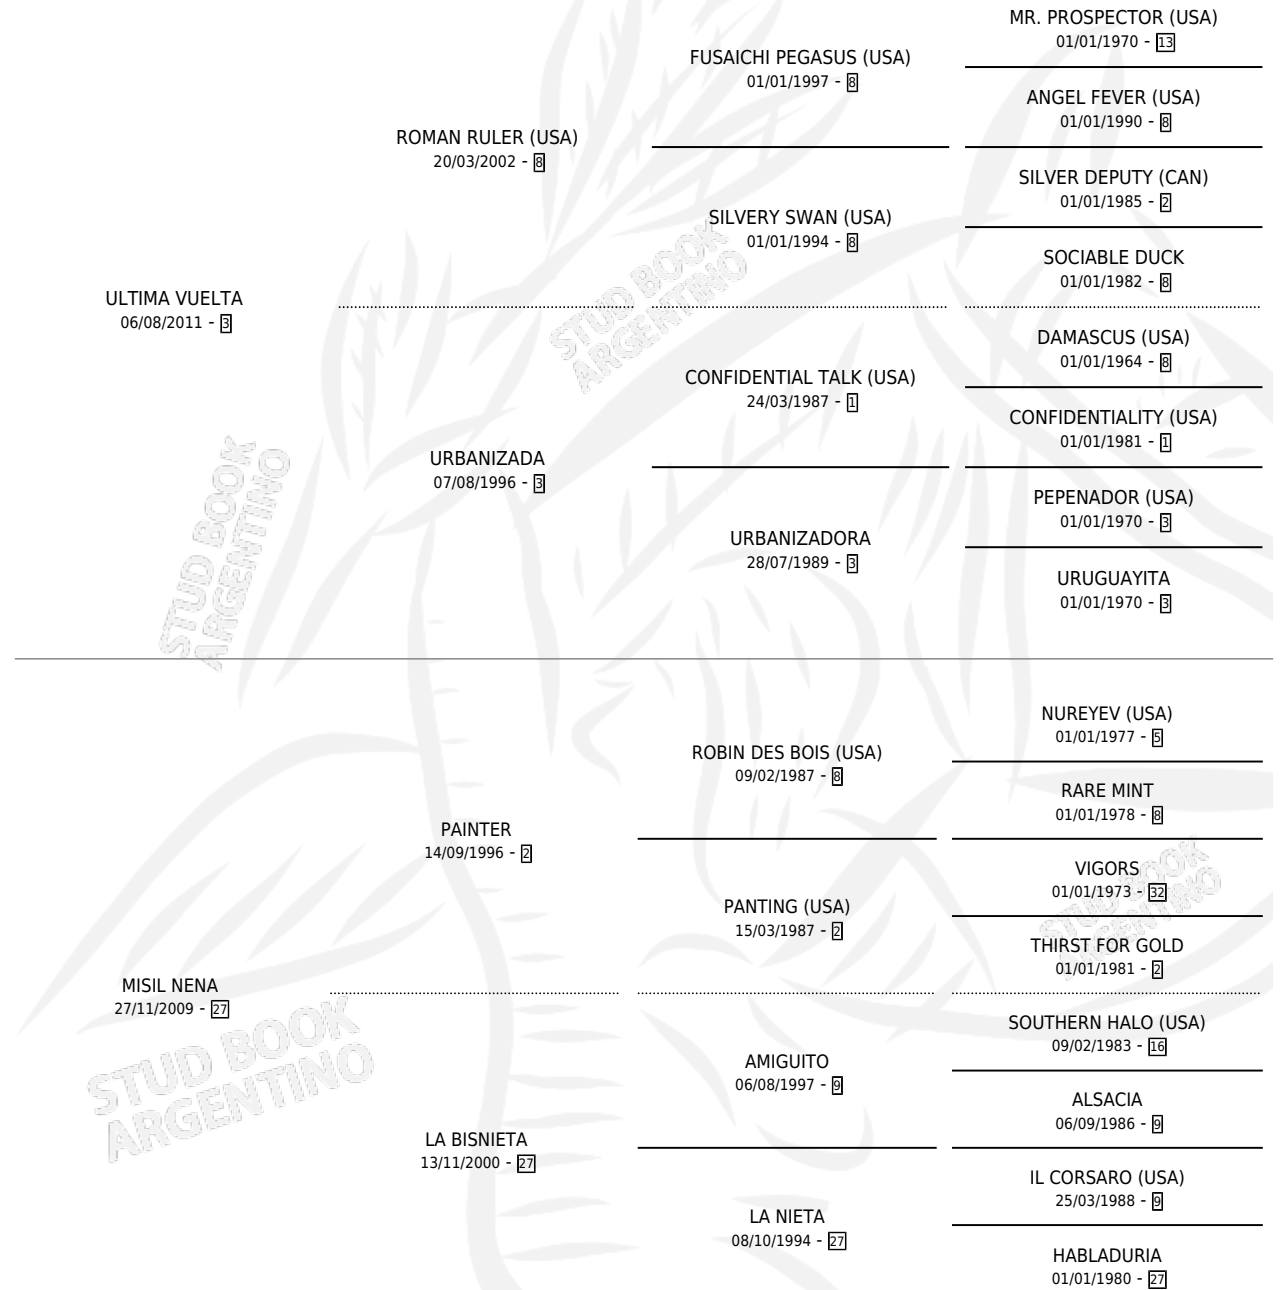 MR. PROSPECTOR (USA)
01/01/1970 - 13
FUSAICHI PEGASUS (USA)
01/01/1997 - 8
ANGEL FEVER (USA)
01/01/1990 - 8
ROMAN RULER (USA)
20/03/2002 - 8
SILVER DEPUTY (CAN)
01/01/1985 - 2
SILVERY SWAN (USA)
01/01/1994 - 8
SOCIABLE DUCK
01/01/1982 - 8
ULTIMA VUELTA
06/08/2011 - 3
STUD BOOK
ARGENTINO
DAMASCUS (USA)
01/01/1964 - 8
CONFIDENTIAL TALK (USA)
24/03/1987 - 1
CONFIDENTIALITY (USA)
01/01/1981 - 1
URBANIZADA
07/08/1996 - 3
PEPENADOR (USA)
01/01/1970 - 3
URBANIZADORA
28/07/1989 - 3
URUGUAYITA
01/01/1970 - 3
STUD BOOK
ARGENTINO
NUREYEV (USA)
01/01/1977 - 5
ROBIN DES BOIS (USA)
09/02/1987 - 8
RARE MINT
01/01/1978 - 8
PAINTER
14/09/1996 - 2
VIGORS
01/01/1973 - 32
PANTING (USA)
15/03/1987 - 2
THIRST FOR GOLD
01/01/1981 - 2
STUD BOOK
ARGENTINO
MISIL NENA
27/11/2009 - 27
SOUTHERN HALO (USA)
09/02/1983 - 16
AMIGUITO
06/08/1997 - 9
ALSACIA
06/09/1986 - 9
STUD BOOK
ARGENTINO
LA BISNIETA
13/11/2000 - 27
IL CORSARO (USA)
25/03/1988 - 9
LA NIETA
08/10/1994 - 27
HABLADURIA
01/01/1980 - 27